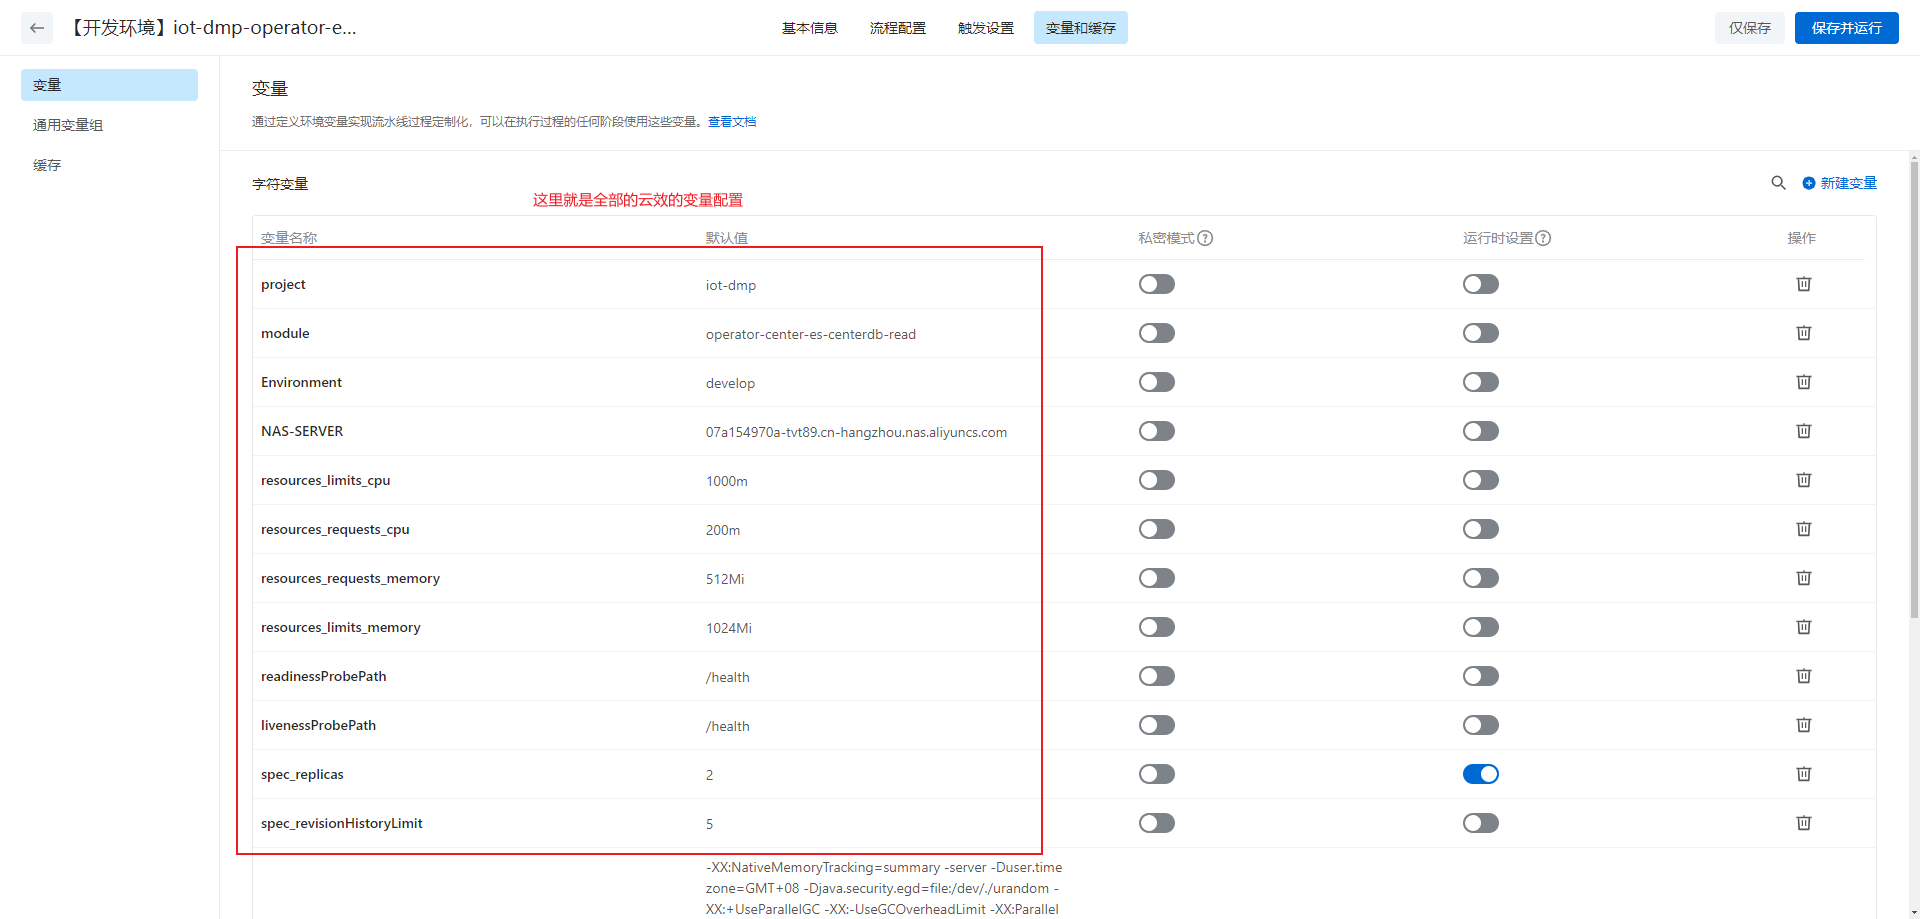 【开发环境】iot-dmp-operator-e...
基本信息 流程配置 触发设置 变量和缓存
仅保存 保存并运行
变量
通用变量组
缓存
变量
通过定义环境变量实现流水线过程定制化，可以在执行过程的任何阶段使用这些变量。查看文档
字符变量
新建变量
这里就是全部的云效的变量配置
变量名称 默认值 私密模式 运行时设置 操作
project iot-dmp
module operator-center-es-centerdb-read
Environment develop
NAS-SERVER 07a154970a-tvt89.cn-hangzhou.nas.aliyuncs.com
resources_limits_cpu 1000m
resources_requests_cpu 200m
resources_requests_memory 512Mi
resources_limits_memory 1024Mi
readinessProbePath /health
livenessProbePath /health
spec_replicas 2
spec_revisionHistoryLimit 5
-XX:NativeMemoryTracking=summary -server -Duser.time
zone=GMT+08 -Djava.security.egd=file:/dev/./urandom -
XX:+UseParallelGC -XX:-UseGCOverheadLimit -XX:Parallel